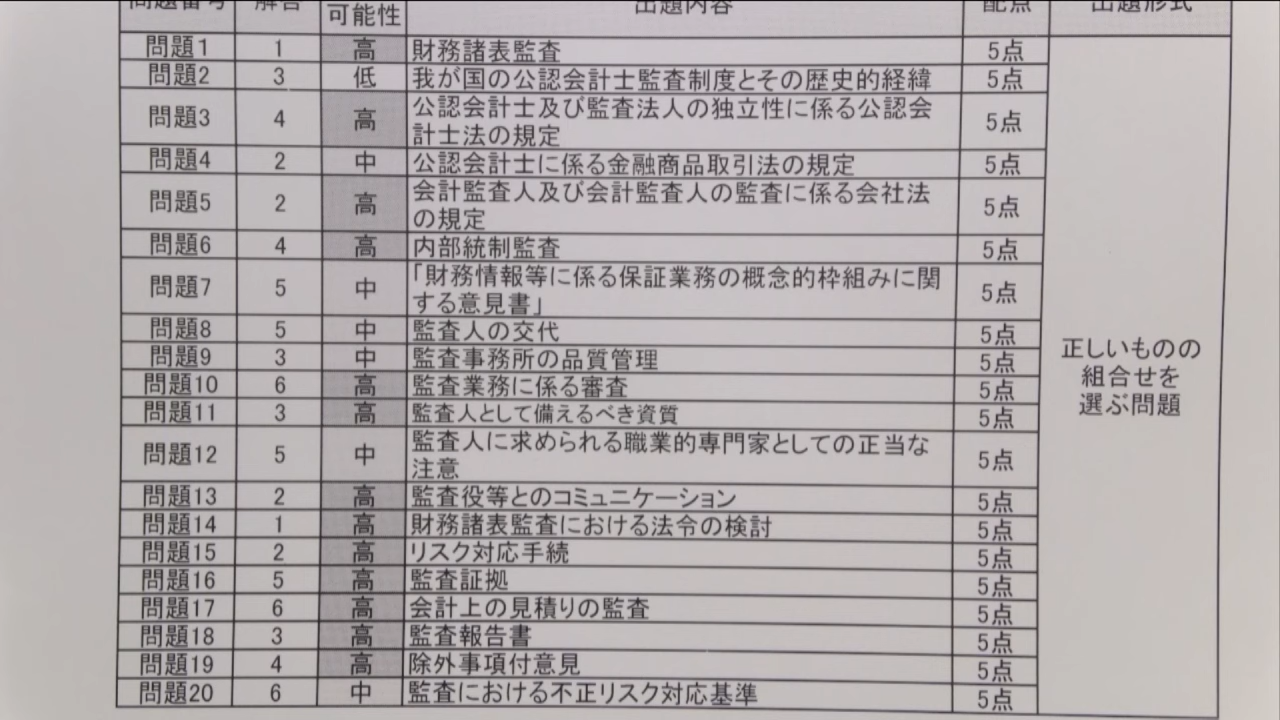 問題番号 解答 可能性 出題内容 配点 出題形式
問題1 1 高 財務諸表監査 5点
問題2 3 低 我が国の公認会計士監査制度とその歴史的経緯 5点
問題3 4 高 公認会計士及び監査法人の独立性に係る公認会
計士法の規定 5点
問題4 2 中 公認会計士に係る金融商品取引法の規定 5点
問題5 2 高 会計監査人及び会計監査人の監査に係る会社法
の規定 5点
問題6 4 高 内部統制監査 5点
問題7 5 中 「財務情報等に係る保証業務の概念的枠組みに関
する意見書」 5点
問題8 5 中 監査人の交代 5点
問題9 3 中 監査事務所の品質管理 5点
問題10 6 高 監査業務に係る審査 5点
問題11 3 高 監査人として備えるべき資質 5点
問題12 5 中 監査人に求められる職業的専門家としての正当な
注意 5点
問題13 2 高 監査役等とのコミュニケーション 5点
問題14 1 高 財務諸表監査における法令の検討 5点
問題15 2 高 リスク対応手続 5点
問題16 5 高 監査証拠 5点
問題17 6 高 会計上の見積りの監査 5点
問題18 3 高 監査報告書 5点
問題19 4 高 除外事項付意見 5点
問題20 6 中 監査における不正リスク対応基準 5点
正しいものの
組合せを
選ぶ問題